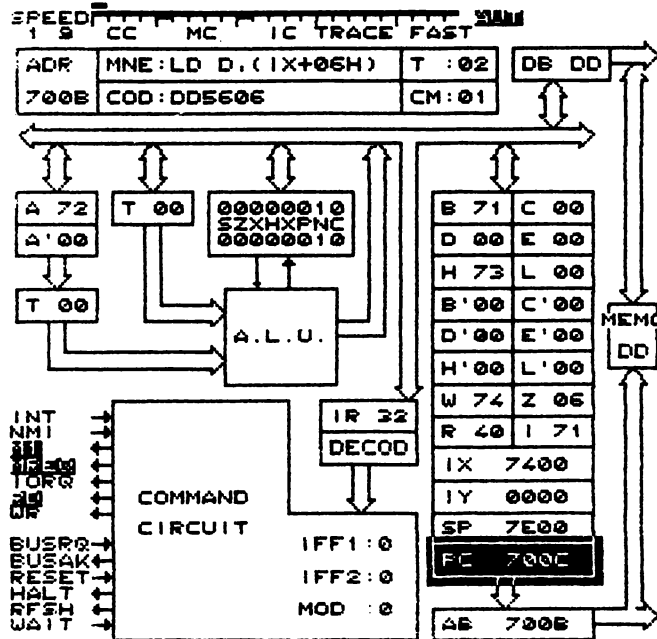 SPEED
1 9 CC MC IC TRACE FAST
ADR MNE:LD D,(IX+06H) T :02 DB DD
700B COD:DD5606 CM:01
A 72 T 00 00000010 B 71 C 00
A'00 SZXHXPNC D 00 E 00
00000010
T 00 H 73 L 00
B'00 C'00
A.L.U. D'00 E'00 MEMO
H'00 L'00 DD
W 74 Z 06
INT IR 32 R 40 I 71
NMI DECOD
IX 7400
IORQ COMMAND IY 0000
WR CIRCUIT SP 7E00
BUSRQ IFF1:0 PC 700C
BUSAK
RESET IFF2:0
HALT
RFSH MOD :0 AB 700B
WAIT